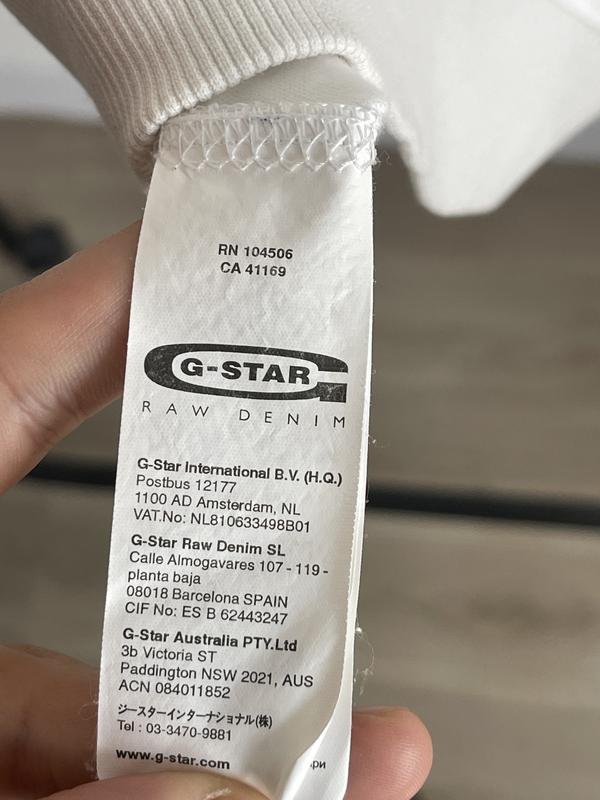 RN 104506
CA 41169
G-STAR
RAW DENIM
G-Star International B.V. (H.Q.)
Postbus 12177
1100 AD Amsterdam, NL
VAT.No: NL810633498B01
G-Star Raw Denim SL
Calle Almogavares 107 - 119 -
planta baja
08018 Barcelona SPAIN
CIF No: ES B 62443247
G-Star Australia PTY.Ltd
3b Victoria ST
Paddington NSW 2021, AUS
ACN 084011852
ジースターインターナショナル(株)
Tel : 03-3470-9881
www.g-star.com